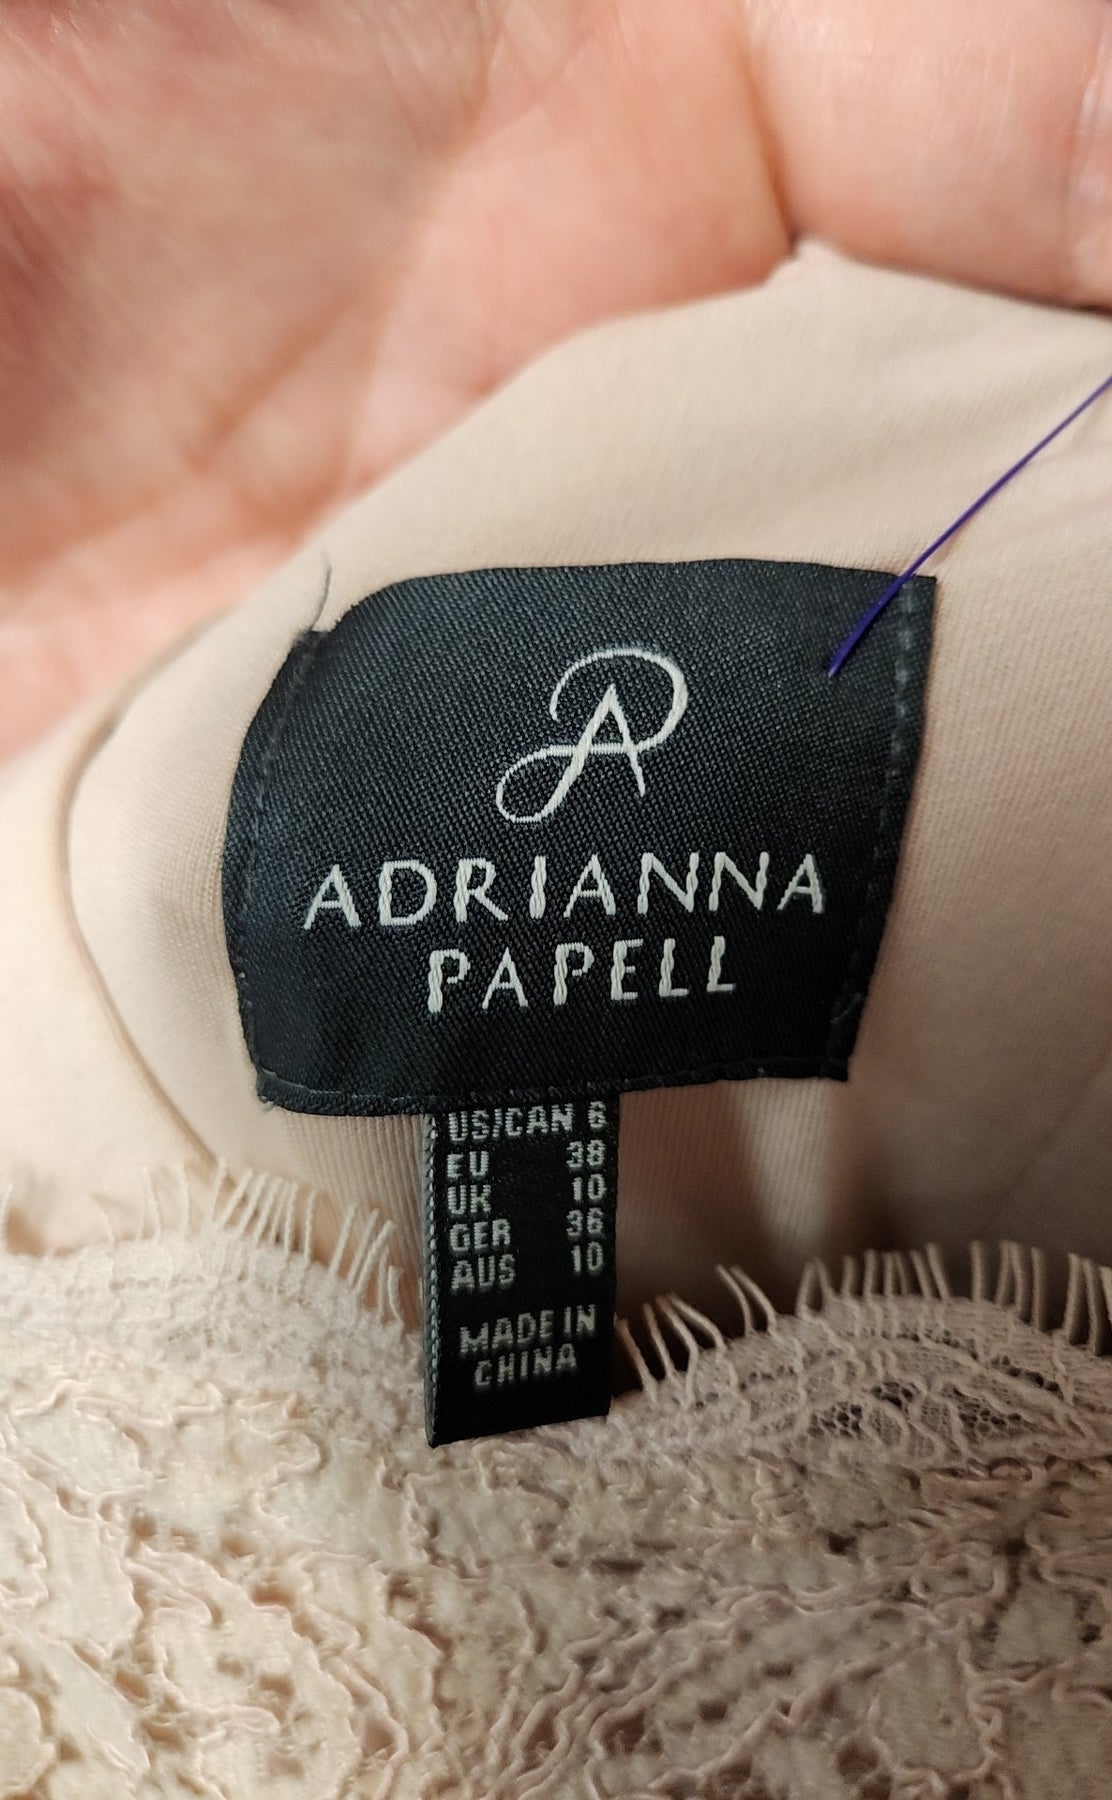 AP
ADRIANNA
PAPELL
US/CAN 6
EU 38
UK 10
GER 36
AUS 10
MADE IN
CHINA